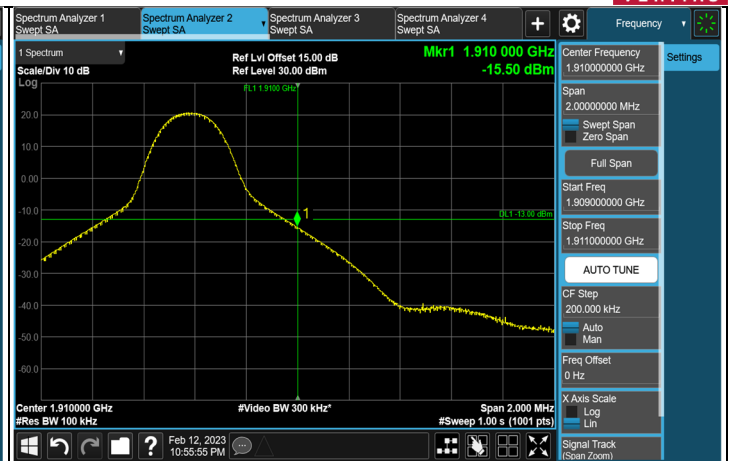 Spectrum Analyzer 1
Swept SA
Spectrum Analyzer 2
Swept SA
Spectrum Analyzer 3
Swept SA
Spectrum Analyzer 4
Swept SA
+
Frequency
1 Spectrum
Scale/Div 10 dB
Log
Ref Lvl Offset 15.00 dB
Ref Level 30.00 dBm
Mkr1 1.910 000 GHz
-15.50 dBm
FL1 1.9100 GHz
20.0
10.0
0.00
-10.0
1
DL1 -13.00 dBm
-20.0
-30.0
-40.0
-50.0
-60.0
Center 1.910000 GHz
#Res BW 100 kHz
#Video BW 300 kHz*
Span 2.000 MHz
#Sweep 1.00 s (1001 pts)
Center Frequency
1.910000000 GHz
Settings
Span
2.00000000 MHz
Swept Span
Zero Span
Full Span
Start Freq
1.909000000 GHz
Stop Freq
1.911000000 GHz
AUTO TUNE
CF Step
200.000 kHz
Auto
Man
Freq Offset
0 Hz
X Axis Scale
Log
Lin
Signal Track
(Span Zoom)
?
Feb 12, 2023
10:55:55 PM